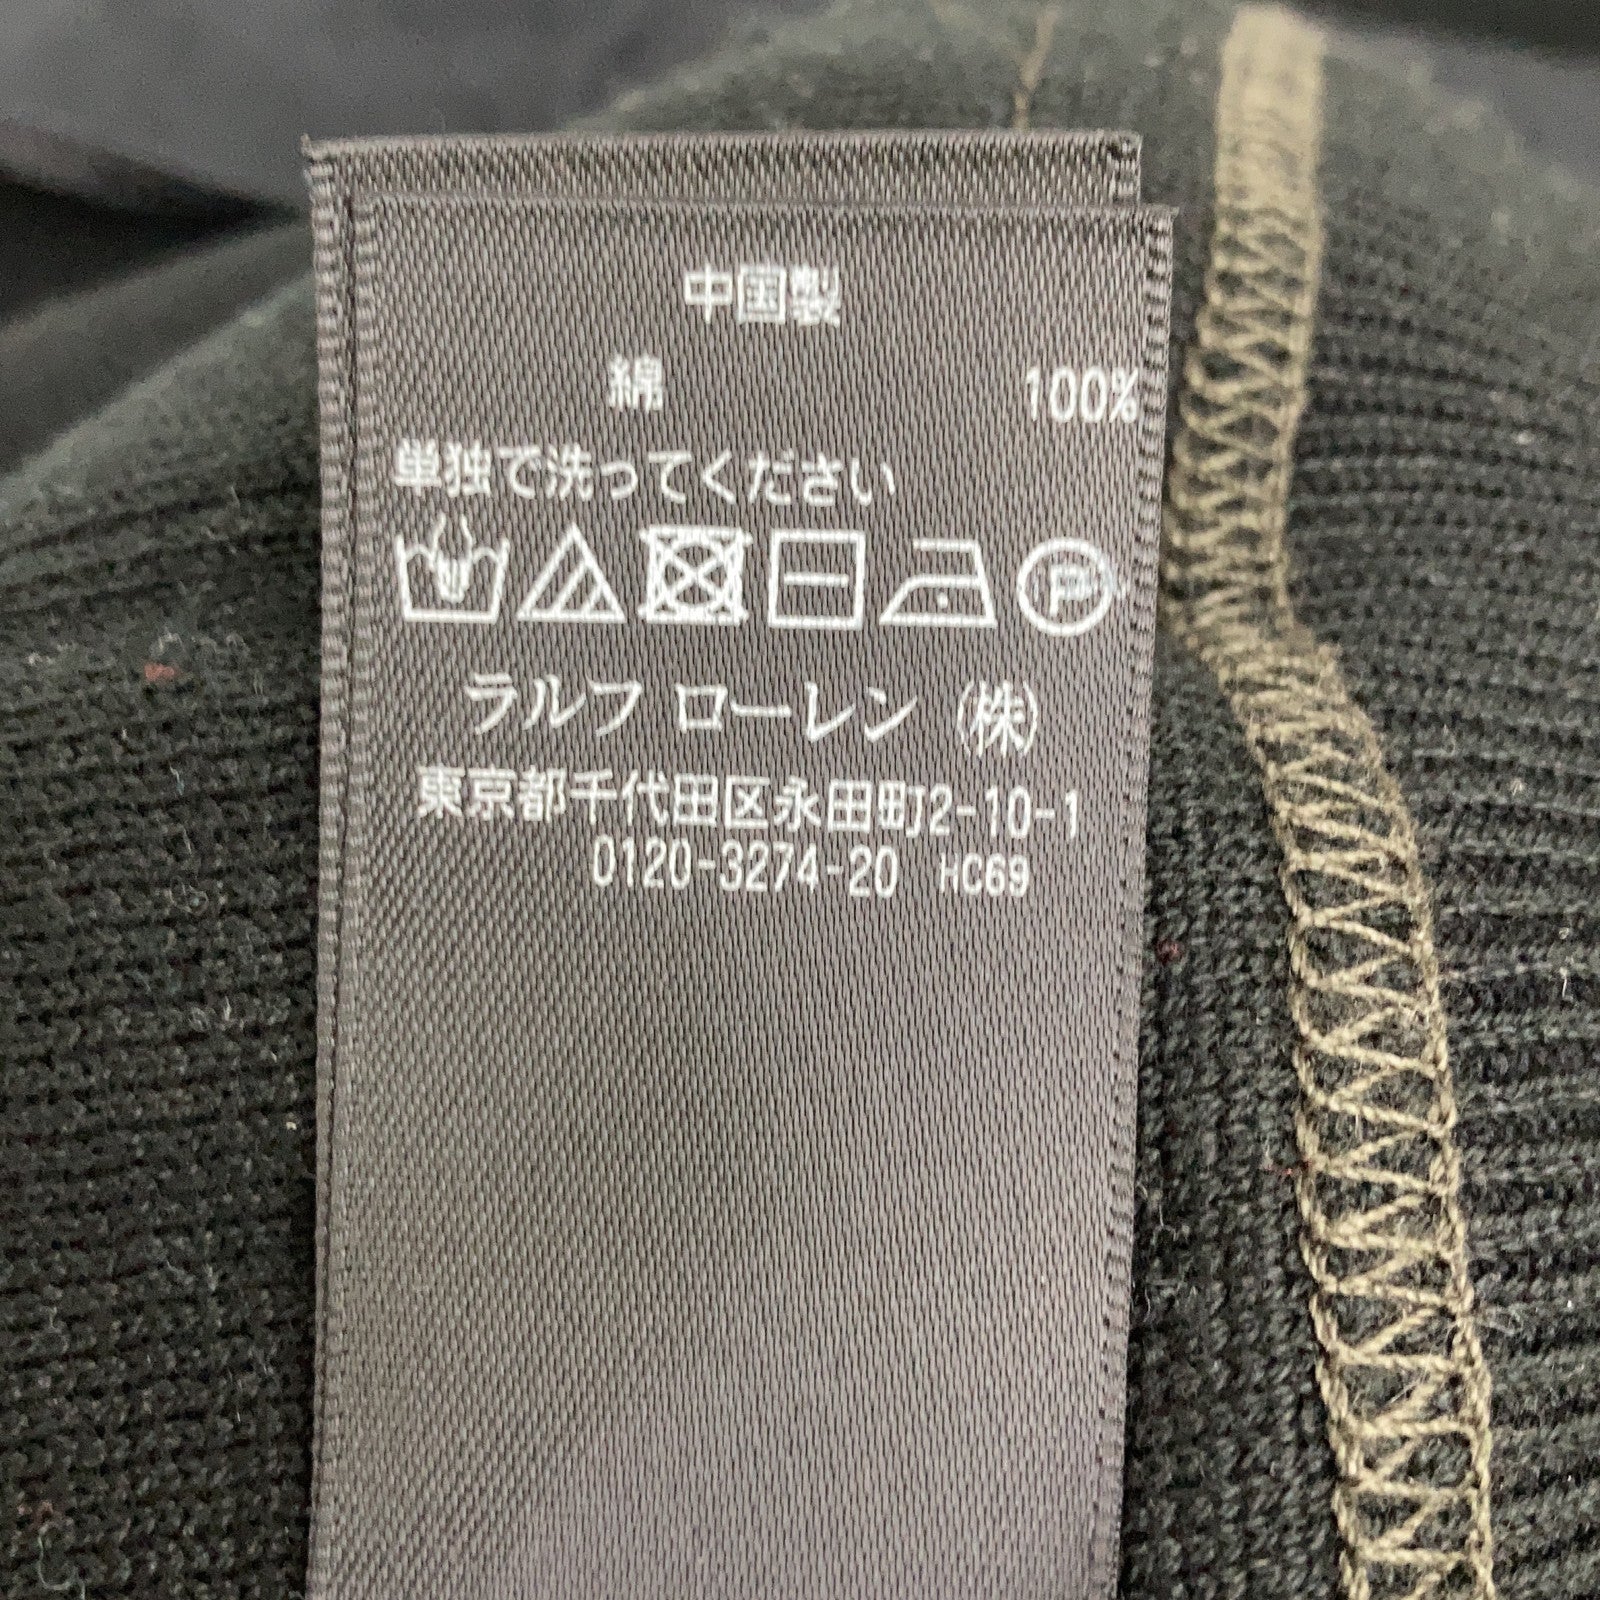 中国製
綿 100%
単独で洗ってください
P
ラルフ ローレン (株)
東京都千代田区永田町2-10-1
0120-3274-20 HC69